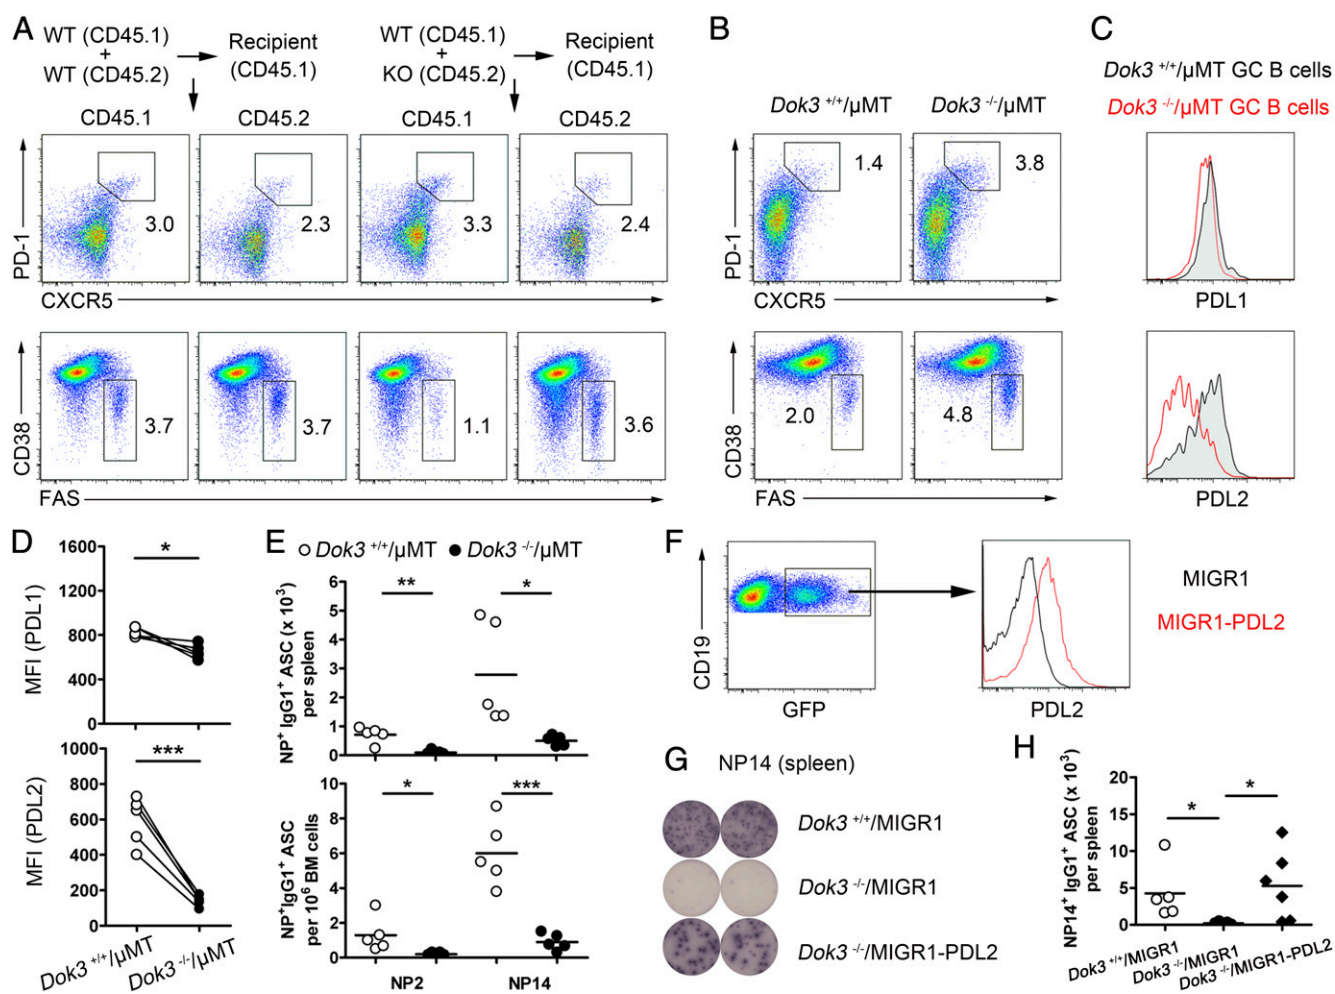 A
WT (CD45.1)
+
WT (CD45.2)
Recipient
(CD45.1)
WT (CD45.1)
+
KO (CD45.2)
Recipient
(CD45.1)
CD45.1
CD45.2
CD45.1
CD45.2
PD-1
3.0
2.3
3.3
2.4
CXCR5
CD38
3.7
3.7
1.1
3.6
FAS
B
Dok3 +/+/µMT
Dok3 -/-/µMT
PD-1
1.4
3.8
CXCR5
CD38
2.0
4.8
FAS
C
Dok3 +/+/µMT GC B cells
Dok3 -/-/µMT GC B cells
PDL1
PDL2
D
MFI (PDL1)
1600
1200
800
400
0
*
MFI (PDL2)
1000
800
600
400
200
0
***
Dok3 +/+/µMT
Dok3 -/-/µMT
E
Dok3 +/+/µMT
Dok3 -/-/µMT
NP+ IgG1+ ASC (x 103)
per spleen
6
5
4
3
2
1
0
**
*
NP+IgG1+ ASC
per 106 BM cells
10
8
6
4
2
0
*
***
NP2
NP14
F
CD19
GFP
PDL2
MIGR1
MIGR1-PDL2
G
NP14 (spleen)
Dok3 +/+/MIGR1
Dok3 -/-/MIGR1
Dok3 -/-/MIGR1-PDL2
H
NP14+ IgG1+ ASC (x 103)
per spleen
20
15
10
5
0
*
*
Dok3 +/+/MIGR1
Dok3 -/-/MIGR1
Dok3 -/-/MIGR1-PDL2